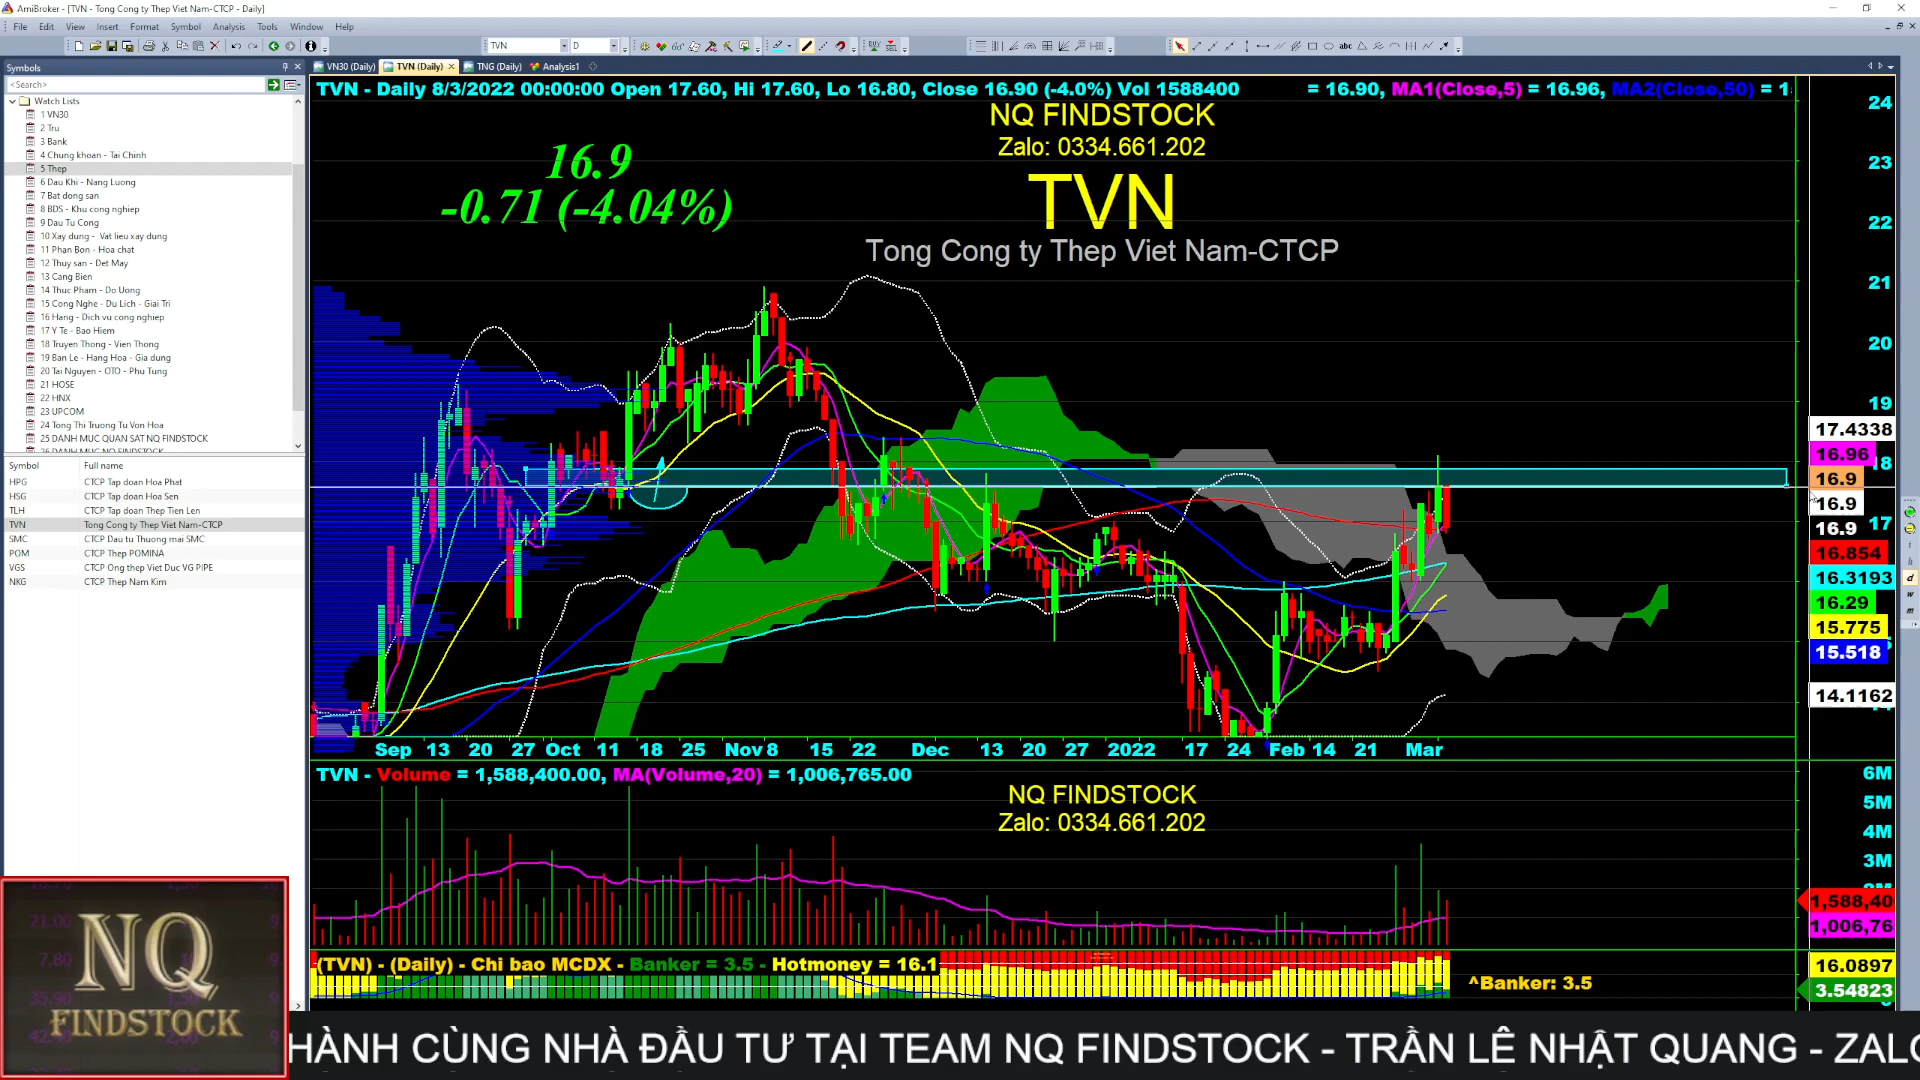 AmiBroker - [TVN - Tong Cong ty Thep Viet Nam-CTCP - Daily]
File Edit View Insert Format Symbol Analysis Tools Window Help
TVN D
Symbols
VN30 (Daily) TVN (Daily) TNG (Daily) Analysis1
<Search>
Watch Lists
1 VN30
2 Tru
3 Bank
4 Chung khoan - Tai Chinh
5 Thep
6 Dau Khi - Nang Luong
7 Bat dong san
8 BDS - Khu cong nghiep
9 Dau Tu Cong
10 Xay dung - Vat lieu xay dung
11 Phan Bon - Hoa chat
12 Thuy san - Det May
13 Cang Bien
14 Thuc Pham - Do Uong
15 Cong Nghe - Du Lich - Giai Tri
16 Hang - Dich vu cong nghiep
17 Y Te - Bao Hiem
18 Truyen Thong - Vien Thong
19 Ban Le - Hang Hoa - Gia dung
20 Tai Nguyen - OTO - Phu Tung
21 HOSE
22 HNX
23 UPCOM
24 Tong Thi Truong Tu Von Hoa
25 DANH MUC QUAN SAT NQ FINDSTOCK
Symbol Full name
HPG CTCP Tap doan Hoa Phat
HSG CTCP Tap doan Hoa Sen
TLH CTCP Tap doan Thep Tien Len
TVN Tong Cong ty Thep Viet Nam-CTCP
SMC CTCP Dau tu Thuong mai SMC
POM CTCP Thep POMINA
VGS CTCP Ong thep Viet Duc VG PIPE
NKG CTCP Thep Nam Kim
TVN - Daily 8/3/2022 00:00:00 Open 17.60, Hi 17.60, Lo 16.80, Close 16.90 (-4.0%) Vol 1588400 = 16.90, MA1(Close,5) = 16.96, MA2(Close,50) = 1
NQ FINDSTOCK
Zalo: 0334.661.202
16.9
-0.71 (-4.04%)
TVN
Tong Cong ty Thep Viet Nam-CTCP
24
23
22
21
20
19
17.4338
16.96
18
16.9
16.9
16.9
17
16.854
16.3193
16.29
15.775
15.518
14.1162
Sep 13 20 27 Oct 11 18 25 Nov 8 15 22 Dec 13 20 27 2022 17 24 Feb 14 21 Mar
TVN - Volume = 1,588,400.00, MA(Volume,20) = 1,006,765.00
NQ FINDSTOCK
Zalo: 0334.661.202
6M
5M
4M
3M
1,588,40
1,006,76
(TVN) - (Daily) - Chi bao MCDX - Banker = 3.5 - Hotmoney = 16.1
^Banker: 3.5
16.0897
3.54823
NQ
FINDSTOCK
HÀNH CÙNG NHÀ ĐẦU TƯ TẠI TEAM NQ FINDSTOCK - TRẦN LÊ NHẬT QUANG - ZALO